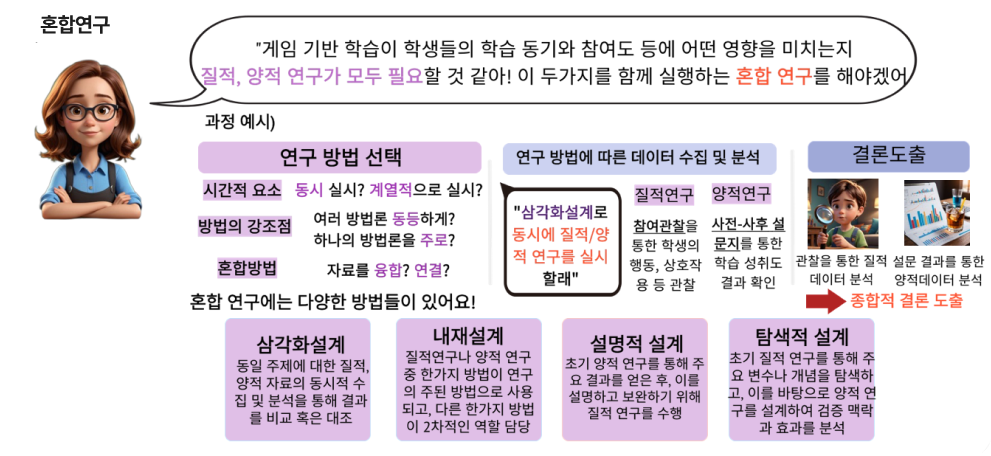 혼합연구
"게임 기반 학습이 학생들의 학습 동기와 참여도 등에 어떤 영향을 미치는지
질적, 양적 연구가 모두 필요할 것 같아! 이 두가지를 함께 실행하는 혼합 연구를 해야겠어
과정 예시)
연구 방법 선택
시간적 요소 동시 실시? 계열적으로 실시?
방법의 강조점
여러 방법론 동등하게?
하나의 방법론을 주로?
혼합방법 자료를 융합? 연결?
연구 방법에 따른 데이터 수집 및 분석
"삼각화설계로
동시에 질적/양
적 연구를 실시
할래"
질적연구
참여관찰을
통한 학생의
행동, 상호작
용 등 관찰
양적연구
사전-사후 설
문지를 통한
학습 성취도
결과 확인
결론도출
관찰을 통한 질적
데이터 분석
설문 결과를 통한
양적데이터 분석
종합적 결론 도출
혼합 연구에는 다양한 방법들이 있어요!
삼각화설계
동일 주제에 대한 질적,
양적 자료의 동시적 수
집 및 분석을 통해 결과
를 비교 혹은 대조
내재설계
질적연구나 양적 연구
중 한가지 방법이 연구
의 주된 방법으로 사용
되고, 다른 한가지 방법
이 2차적인 역할 담당
설명적 설계
초기 양적 연구를 통해 주
요 결과를 얻은 후, 이를
설명하고 보완하기 위해
질적 연구를 수행
탐색적 설계
초기 질적 연구를 통해 주
요 변수나 개념을 탐색하
고, 이를 바탕으로 양적 연
구를 설계하여 검증 맥락
과 효과를 분석